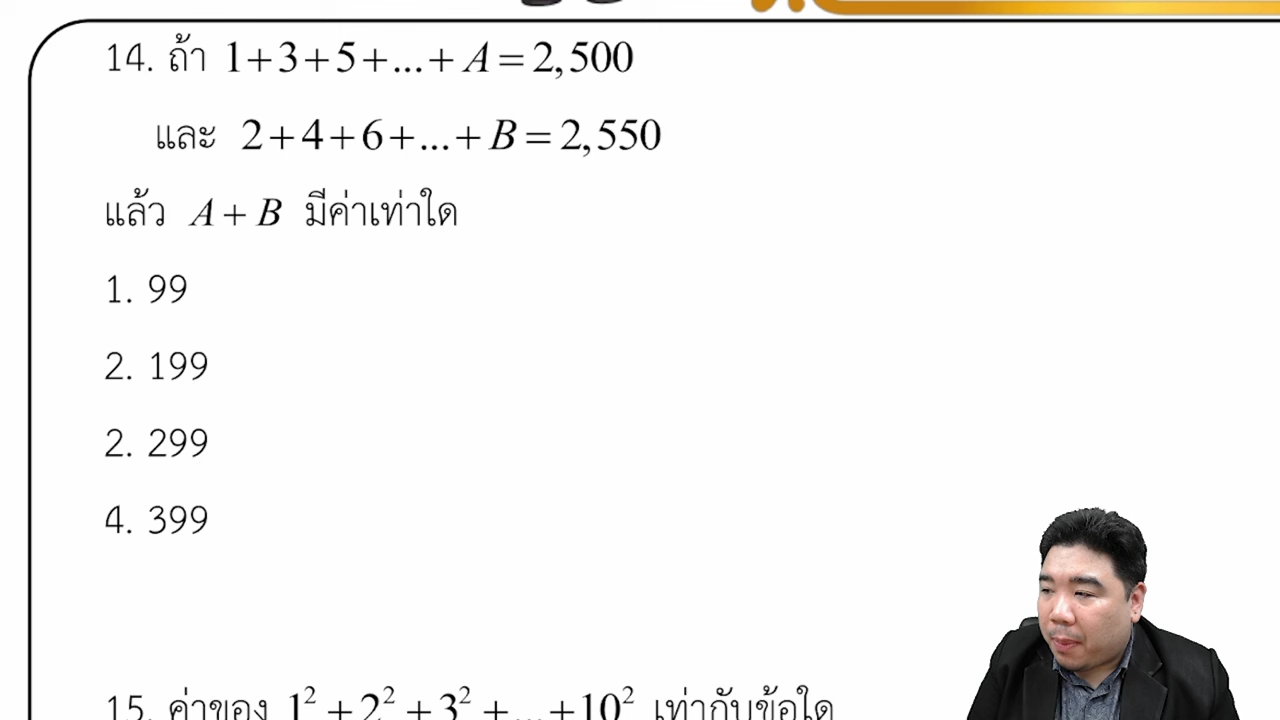 14. ถ้า 1+3+5+...+A=2,500
และ 2+4+6+...+B=2,550
แล้ว A+B มีค่าเท่าใด
1. 99
2. 199
2. 299
4. 399
15. ค่าของ 1²+2²+3²+...+10² เท่ากับข้อใด